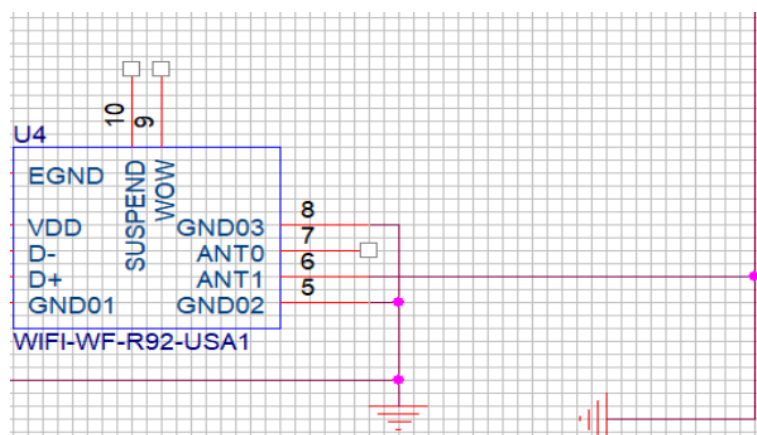 10
9
U4
EGND
SUSPEND
WOW
VDD
D-
D+
GND01
GND03
ANT0
ANT1
GND02
8
7
6
5
WIFI-WF-R92-USA1